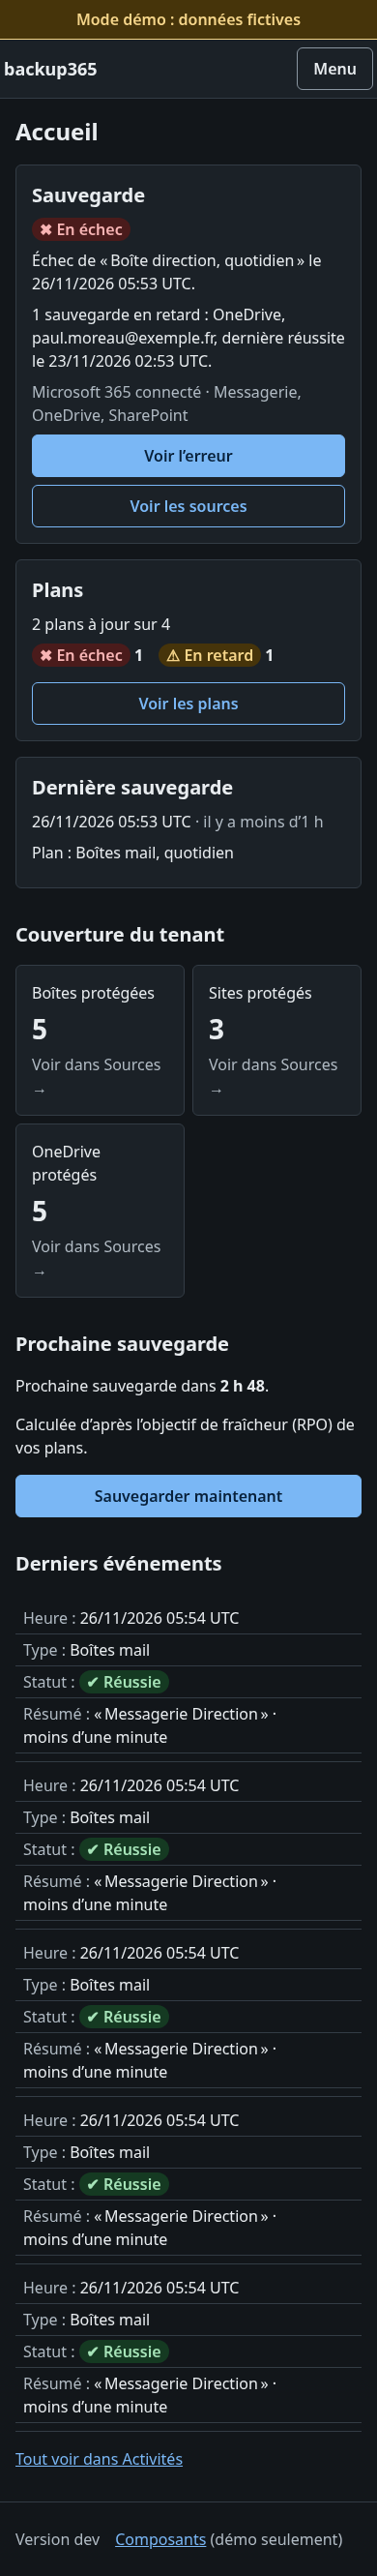 Mode démo : données fictives
backup365
Menu
Accueil
Sauvegarde
✖ En échec
Échec de « Boîte direction, quotidien » le
26/11/2026 05:53 UTC.
1 sauvegarde en retard : OneDrive,
paul.moreau@exemple.fr, dernière réussite
le 23/11/2026 02:53 UTC.
Microsoft 365 connecté · Messagerie,
OneDrive, SharePoint
Voir l’erreur
Voir les sources
Plans
2 plans à jour sur 4
✖ En échec 1 ⚠ En retard 1
Voir les plans
Dernière sauvegarde
26/11/2026 05:53 UTC · il y a moins d’1 h
Plan : Boîtes mail, quotidien
Couverture du tenant
Boîtes protégées
5
Voir dans Sources
→
Sites protégés
3
Voir dans Sources
→
OneDrive
protégés
5
Voir dans Sources
→
Prochaine sauvegarde
Prochaine sauvegarde dans 2 h 48.
Calculée d’après l’objectif de fraîcheur (RPO) de
vos plans.
Sauvegarder maintenant
Derniers événements
Heure : 26/11/2026 05:54 UTC
Type : Boîtes mail
Statut : ✔ Réussie
Résumé : « Messagerie Direction » ·
moins d’une minute
Heure : 26/11/2026 05:54 UTC
Type : Boîtes mail
Statut : ✔ Réussie
Résumé : « Messagerie Direction » ·
moins d’une minute
Heure : 26/11/2026 05:54 UTC
Type : Boîtes mail
Statut : ✔ Réussie
Résumé : « Messagerie Direction » ·
moins d’une minute
Heure : 26/11/2026 05:54 UTC
Type : Boîtes mail
Statut : ✔ Réussie
Résumé : « Messagerie Direction » ·
moins d’une minute
Heure : 26/11/2026 05:54 UTC
Type : Boîtes mail
Statut : ✔ Réussie
Résumé : « Messagerie Direction » ·
moins d’une minute
Tout voir dans Activités
Version dev Composants (démo seulement)